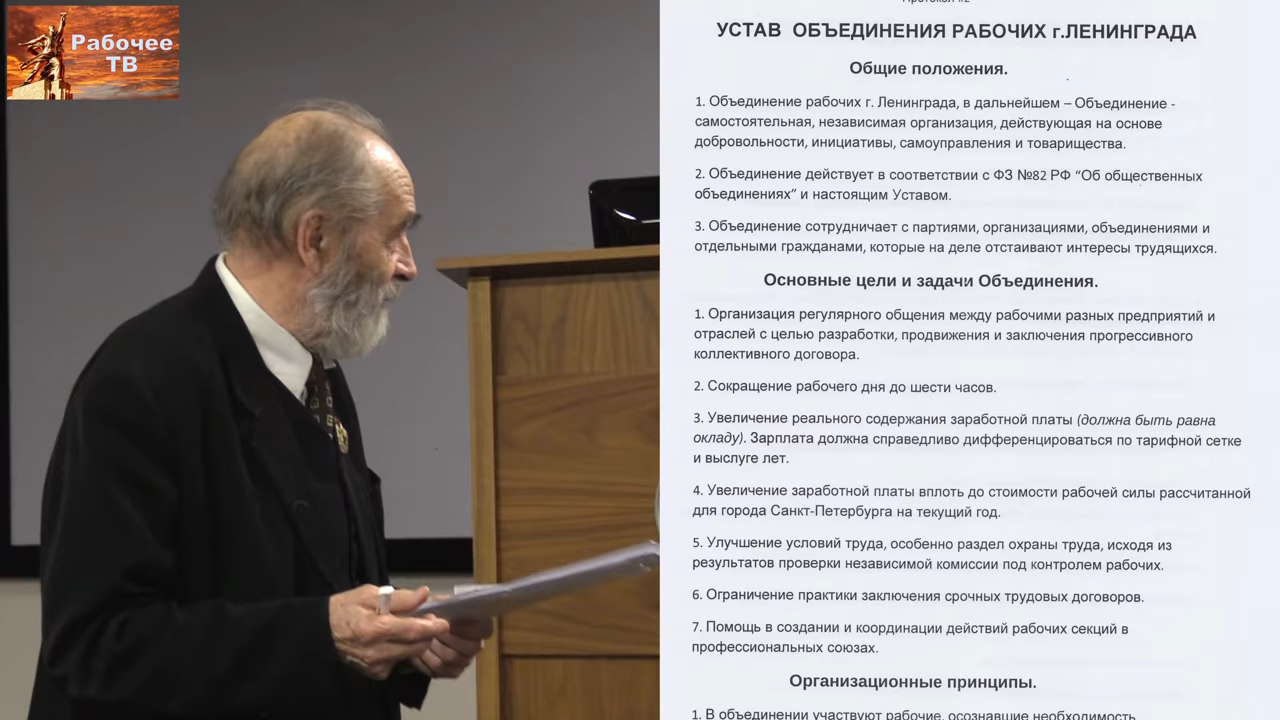 Рабочее
ТВ
УСТАВ ОБЪЕДИНЕНИЯ РАБОЧИХ г.ЛЕНИНГРАДА
Общие положения.
1. Объединение рабочих г. Ленинграда, в дальнейшем – Объединение -
самостоятельная, независимая организация, действующая на основе
добровольности, инициативы, самоуправления и товарищества.
2. Объединение действует в соответствии с ФЗ №82 РФ “Об общественных
объединениях” и настоящим Уставом.
3. Объединение сотрудничает с партиями, организациями, объединениями и
отдельными гражданами, которые на деле отстаивают интересы трудящихся.
Основные цели и задачи Объединения.
1. Организация регулярного общения между рабочими разных предприятий и
отраслей с целью разработки, продвижения и заключения прогрессивного
коллективного договора.
2. Сокращение рабочего дня до шести часов.
3. Увеличение реального содержания заработной платы (должна быть равна
окладу). Зарплата должна справедливо дифференцироваться по тарифной сетке
и выслуге лет.
4. Увеличение заработной платы вплоть до стоимости рабочей силы рассчитанной
для города Санкт-Петербурга на текущий год.
5. Улучшение условий труда, особенно раздел охраны труда, исходя из
результатов проверки независимой комиссии под контролем рабочих.
6. Ограничение практики заключения срочных трудовых договоров.
7. Помощь в создании и координации действий рабочих секций в
профессиональных союзах.
Организационные принципы.
1. В объединении участвуют рабочие, осознавшие необходимость